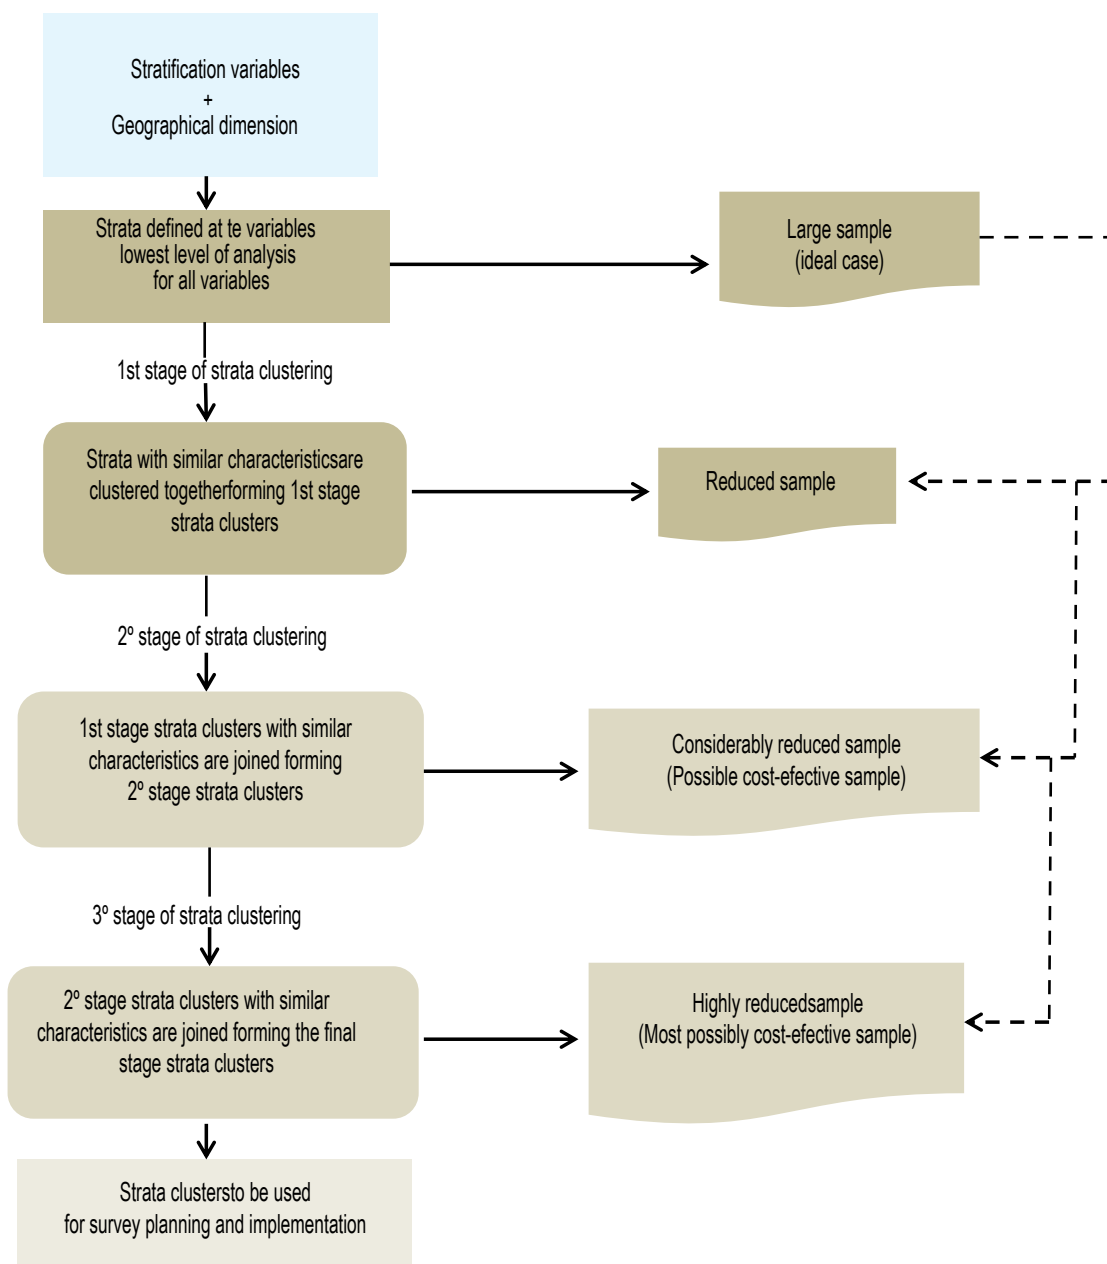 Stratification variables
+
Geographical dimension
Strata defined at te variables
lowest level of analysis
for all variables
Large sample
(ideal case)
1st stage of strata clustering
Strata with similar characteristicsare
clustered togetherforming 1st stage
strata clusters
Reduced sample
2º stage of strata clustering
1st stage strata clusters with similar
characteristics are joined forming
2º stage strata clusters
Considerably reduced sample
(Possible cost-efective sample)
3º stage of strata clustering
2º stage strata clusters with similar
characteristics are joined forming the final
stage strata clusters
Highly reducedsample
(Most possibly cost-efective sample)
Strata clustersto be used
for survey planning and implementation